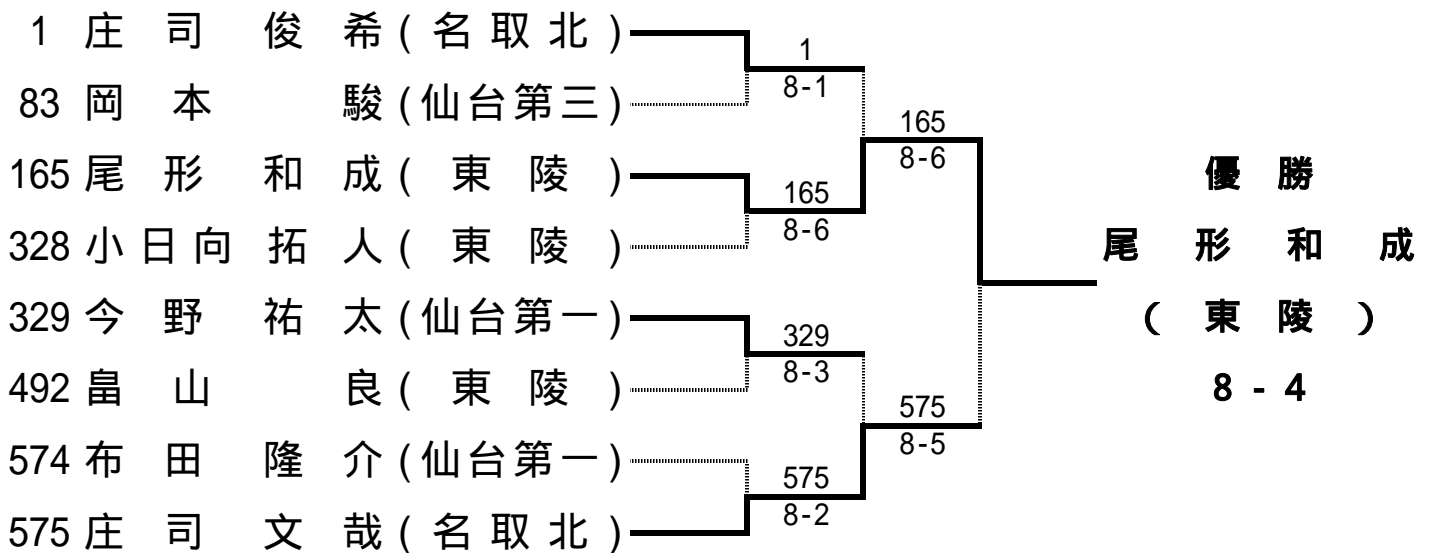 1 庄司 俊希(名取北)
83 岡本 駿(仙台第三)
165 尾形 和成(東陵)
328 小日向 拓人(東陵)
329 今野 祐太(仙台第一)
492 畠山 良(東陵)
574 布田 隆介(仙台第一)
575 庄司 文哉(名取北)
1
8-1
165
8-6
329
8-3
575
8-2
165
8-6
575
8-5
優勝
尾形和成
(東陵)
8-4